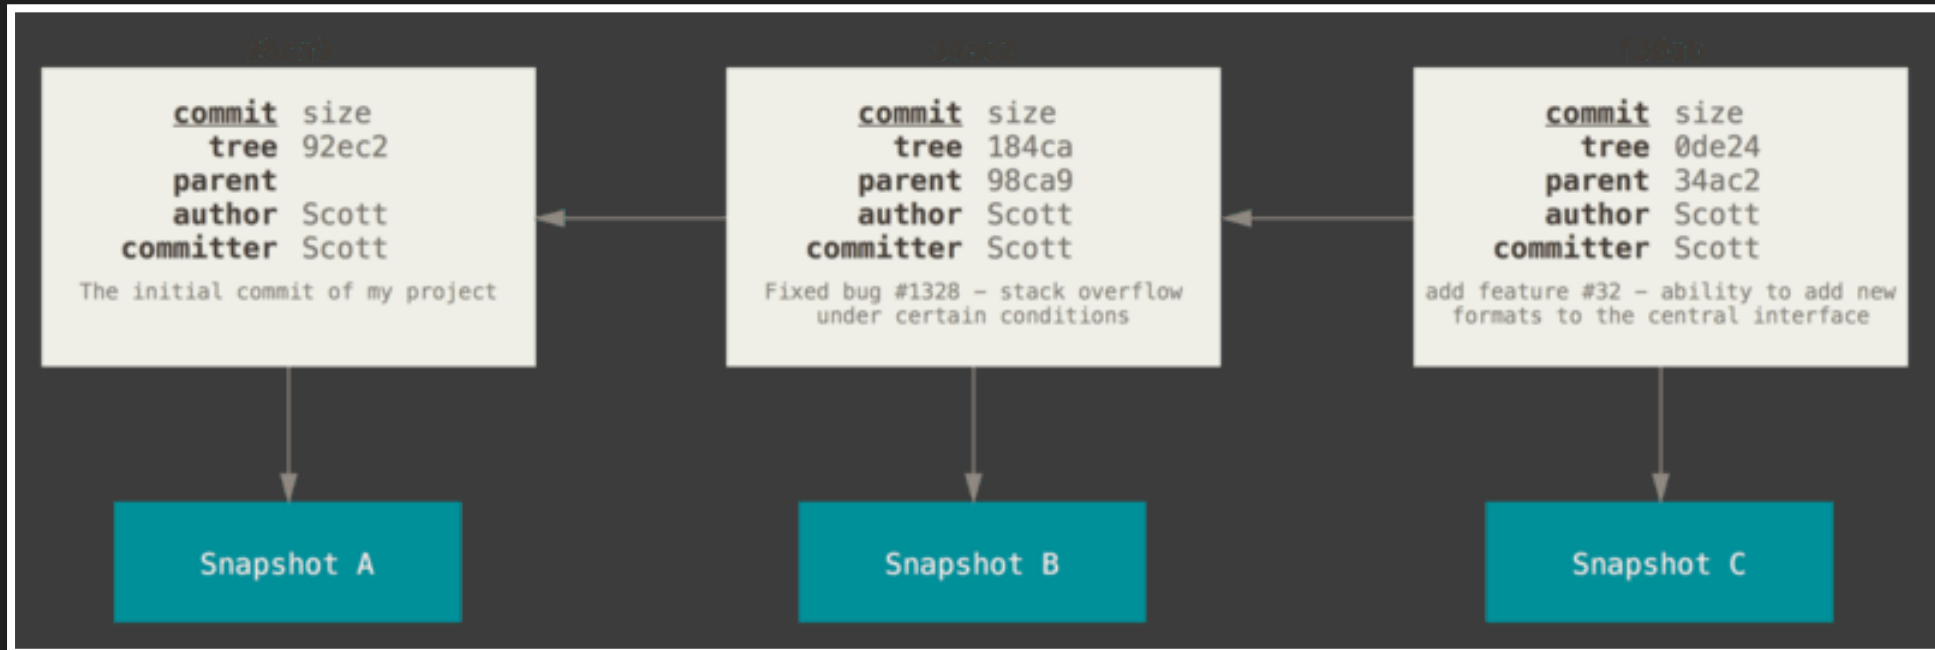 commit size
tree 92ec2
parent
author Scott
committer Scott
The initial commit of my project
commit size
tree 184ca
parent 98ca9
author Scott
committer Scott
Fixed bug #1328 – stack overflow
under certain conditions
commit size
tree 0de24
parent 34ac2
author Scott
committer Scott
add feature #32 – ability to add new
formats to the central interface
Snapshot A
Snapshot B
Snapshot C